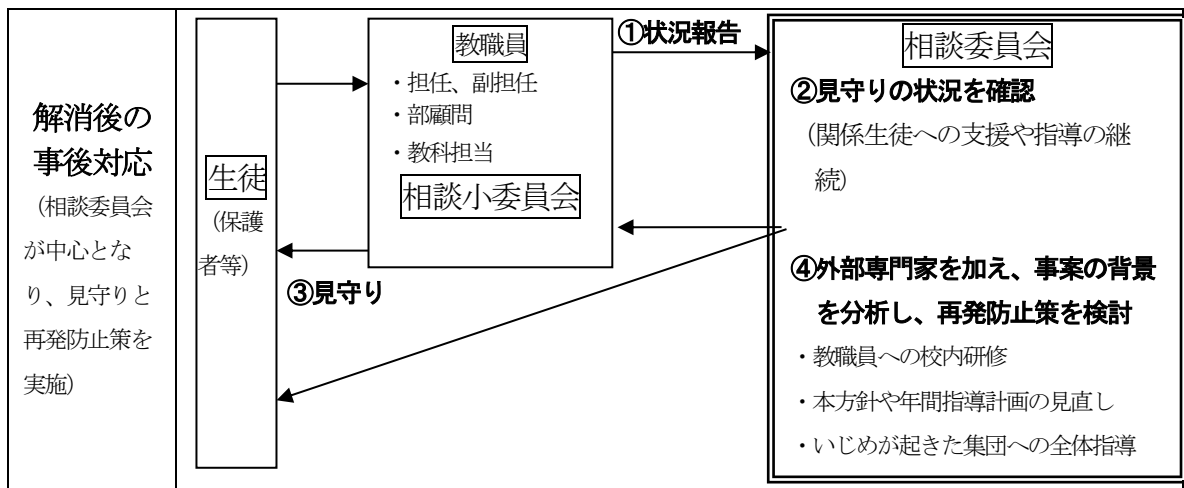 解消後の
事後対応
（相談委員会
が中心とな
り、見守りと
再発防止策を
実施）
生徒
（保護
者等）
教職員
・担任、副担任
・部顧問
・教科担当
相談小委員会
①状況報告
③見守り
相談委員会
②見守りの状況を確認
（関係生徒への支援や指導の継
続）
④外部専門家を加え、事案の背景
を分析し、再発防止策を検討
・教職員への校内研修
・本方針や年間指導計画の見直し
・いじめが起きた集団への全体指導